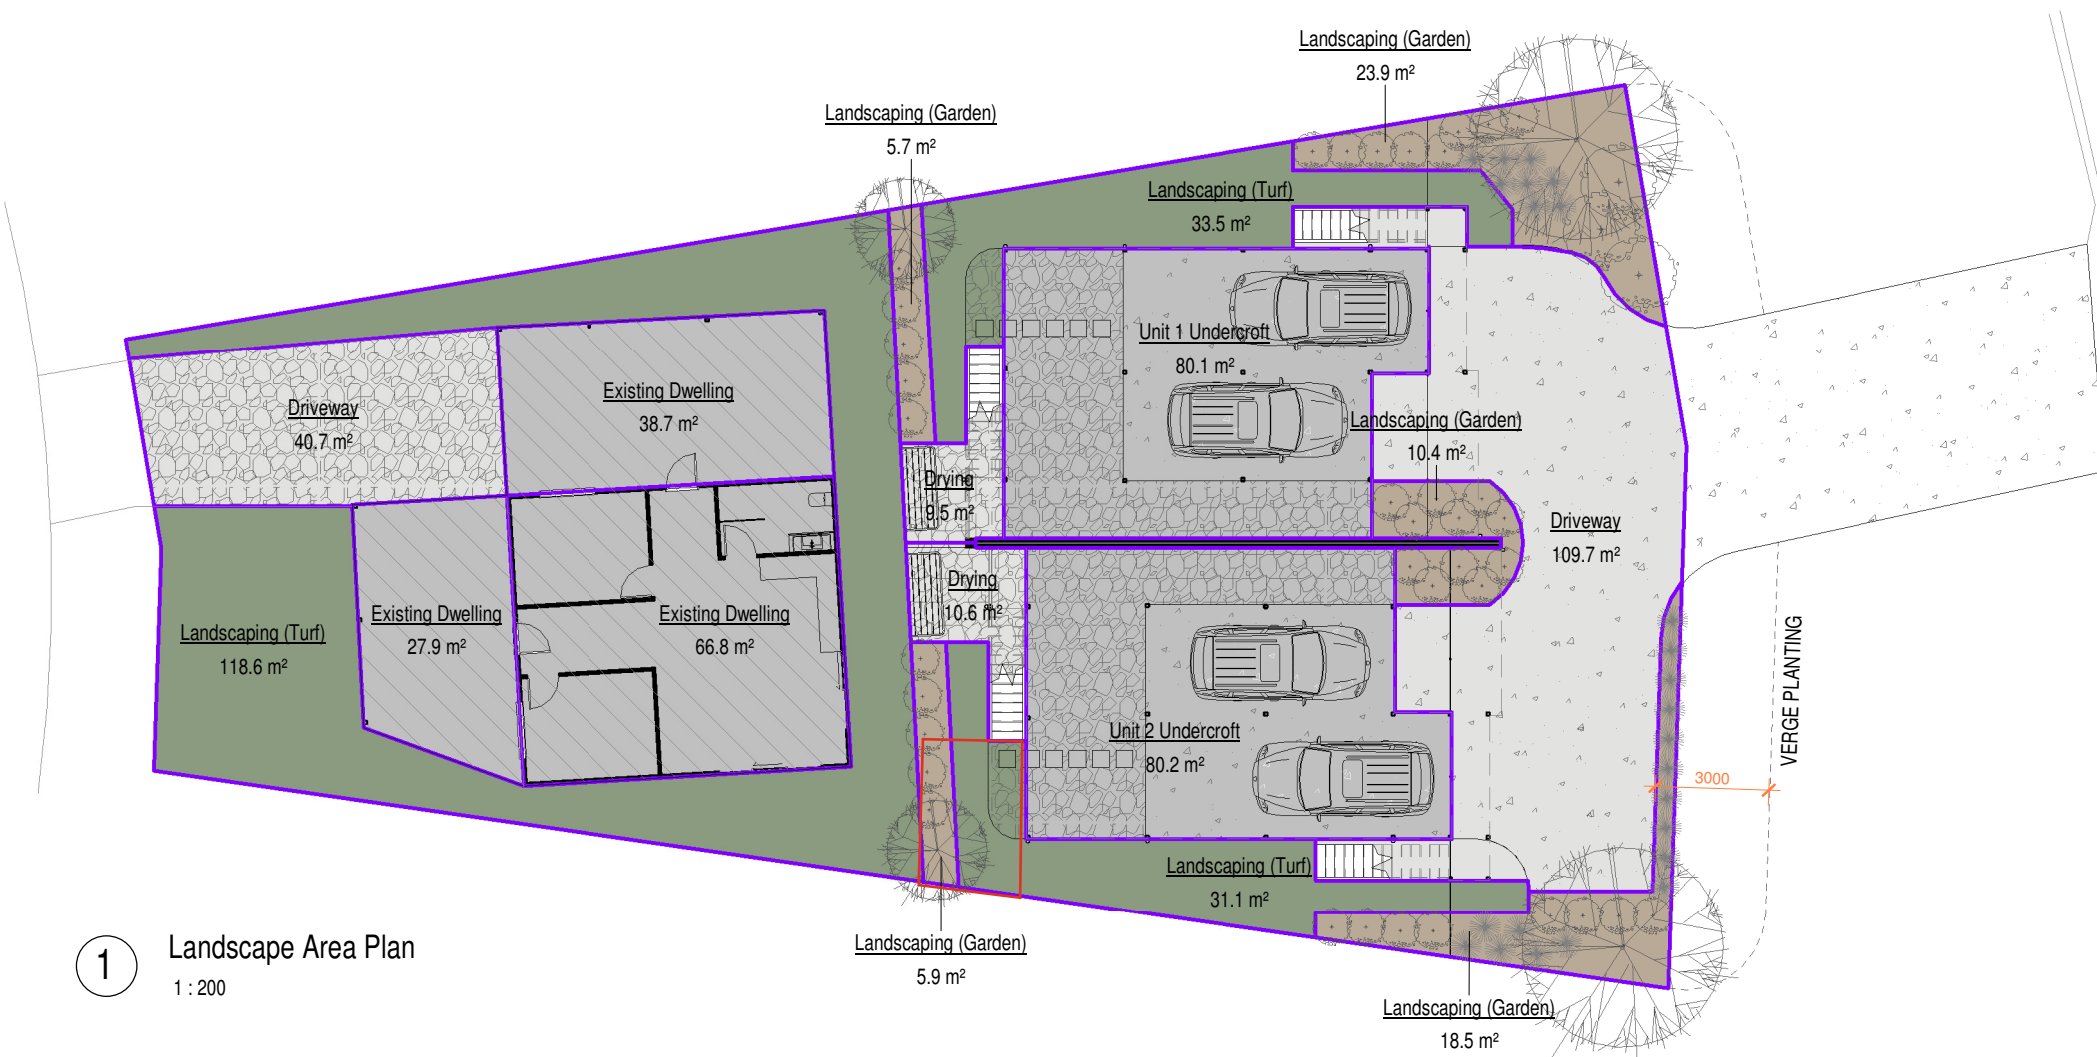 Landscaping (Garden)
23.9 m²
Landscaping (Garden)
5.7 m²
Landscaping (Turf)
33.5 m²
Unit 1 Undercroft
80.1 m²
Existing Dwelling
38.7 m²
Driveway
40.7 m²
Landscaping (Garden)
10.4 m²
Drying
9.5 m²
Driveway
109.7 m²
Drying
10.6 m²
Existing Dwelling
27.9 m²
Existing Dwelling
66.8 m²
Landscaping (Turf)
118.6 m²
VERGE PLANTING
3000
Unit 2 Undercroft
80.2 m²
Landscaping (Turf)
31.1 m²
Landscaping (Garden)
5.9 m²
Landscaping (Garden)
18.5 m²
1
Landscape Area Plan
1 : 200